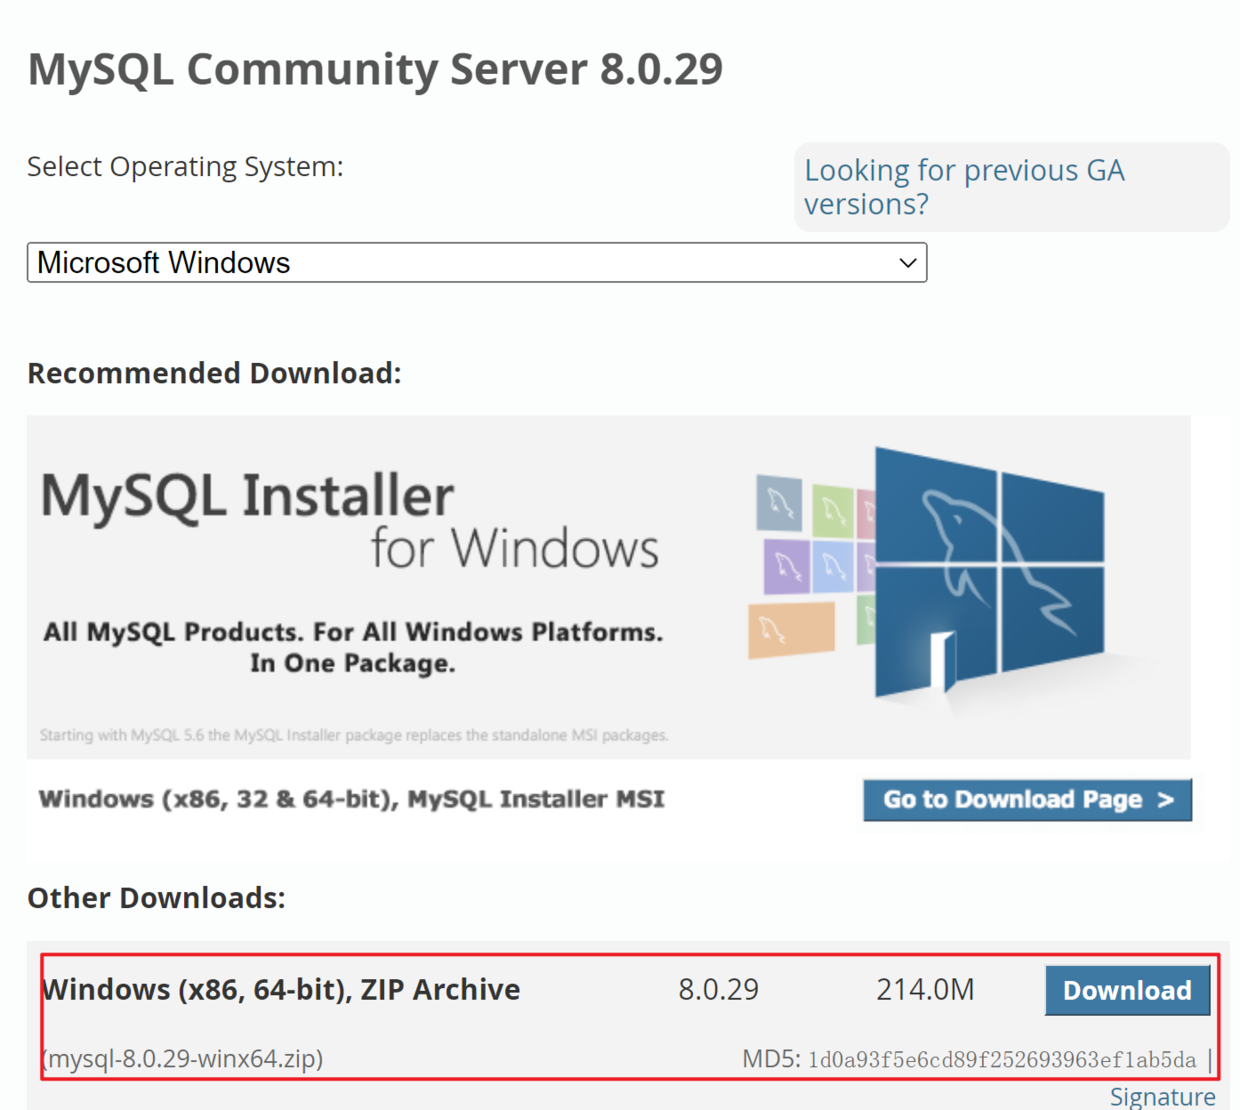 MySQL Community Server 8.0.29
Select Operating System:
Looking for previous GA
versions?
Microsoft Windows
Recommended Download:
MySQL Installer
for Windows
All MySQL Products. For All Windows Platforms.
In One Package.
Starting with MySQL 5.6 the MySQL Installer package replaces the standalone MSI packages.
Windows (x86, 32 & 64-bit), MySQL Installer MSI
Go to Download Page >
Other Downloads:
Windows (x86, 64-bit), ZIP Archive 8.0.29 214.0M Download
(mysql-8.0.29-winx64.zip) MD5: 1d0a93f5e6cd89f252693963ef1ab5da |
Signature